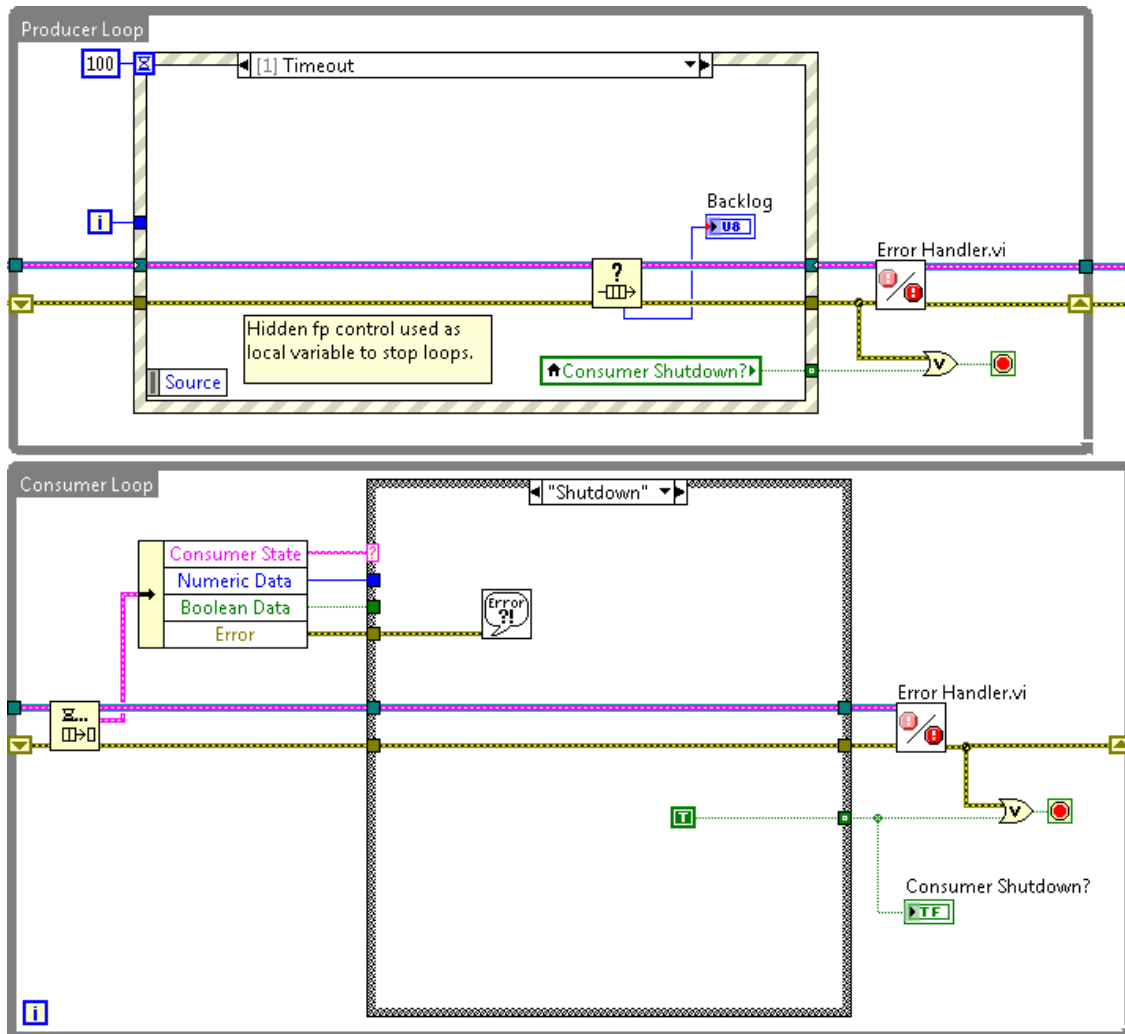 Producer Loop
100
[1] Timeout
i
Backlog
U8
?
Error Handler.vi
Hidden fp control used as
local variable to stop loops.
Consumer Shutdown?
V
Source
Consumer Loop
"Shutdown"
Consumer State
?
Numeric Data
Boolean Data
Error
Error
?!
Error Handler.vi
T
V
Consumer Shutdown?
TF
i